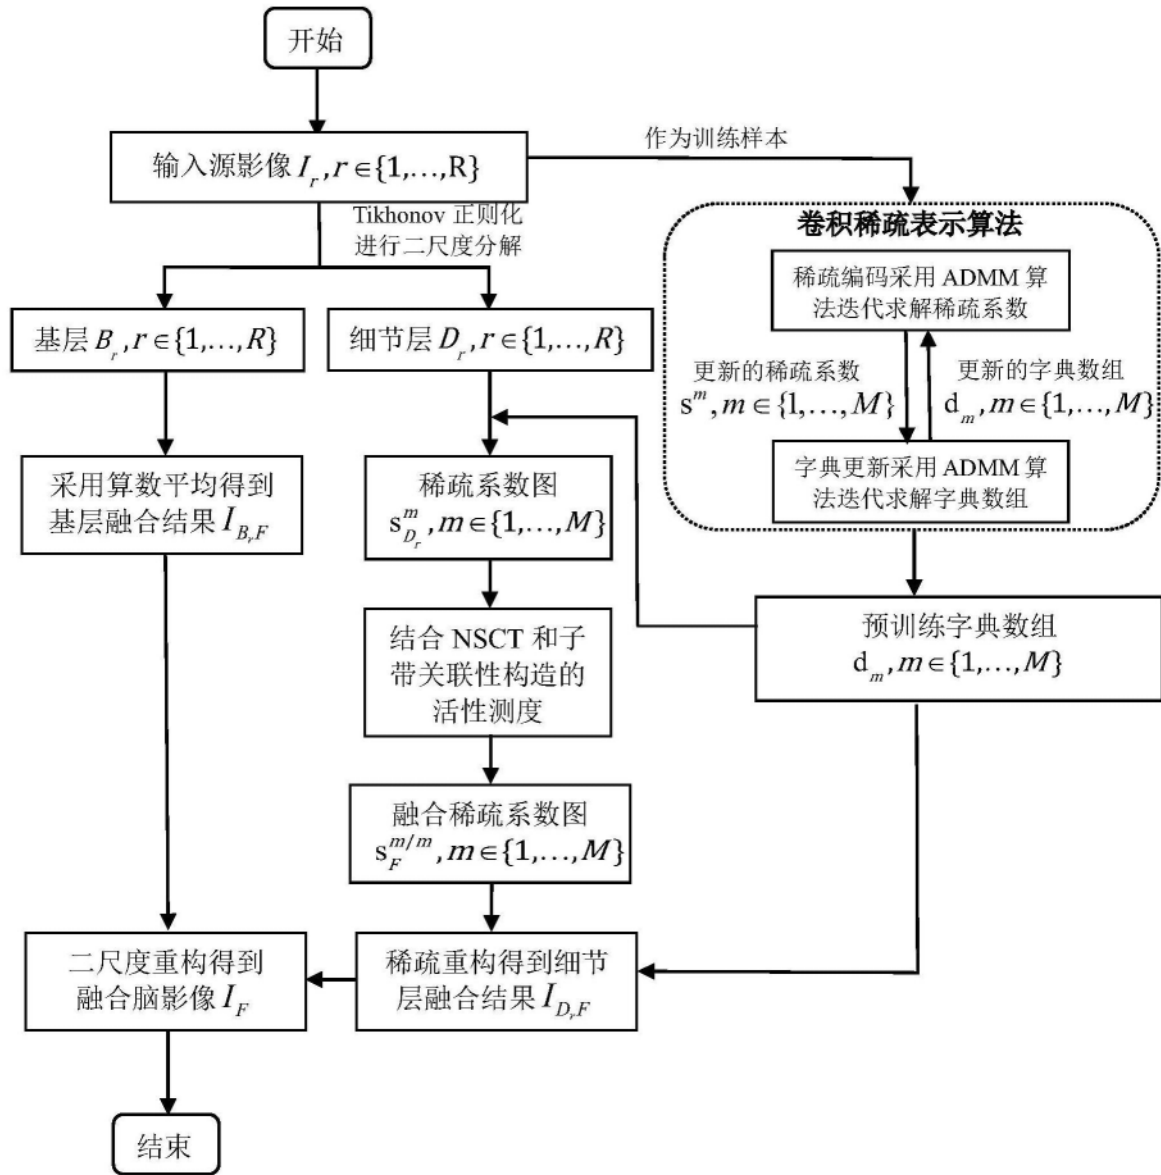 开始
输入源影像 I_r, r∈{1,…,R}
作为训练样本
Tikhonov 正则化
进行二尺度分解
卷积稀疏表示算法
稀疏编码采用 ADMM 算
法迭代求解稀疏系数
基层 B_r, r∈{1,…,R}
细节层 D_r, r∈{1,…,R}
更新的稀疏系数
s^m, m∈{1,…,M}
更新的字典数组
d_m, m∈{1,…,M}
字典更新采用 ADMM 算
法迭代求解字典数组
采用算数平均得到
基层融合结果 I_{B_rF}
稀疏系数图
s_{D_r}^m, m∈{1,…,M}
结合 NSCT 和子
带关联性构造的
活性测度
预训练字典数组
d_m, m∈{1,…,M}
融合稀疏系数图
s_F^{m/m}, m∈{1,…,M}
二尺度重构得到
融合脑影像 I_F
稀疏重构得到细节
层融合结果 I_{D_rF}
结束